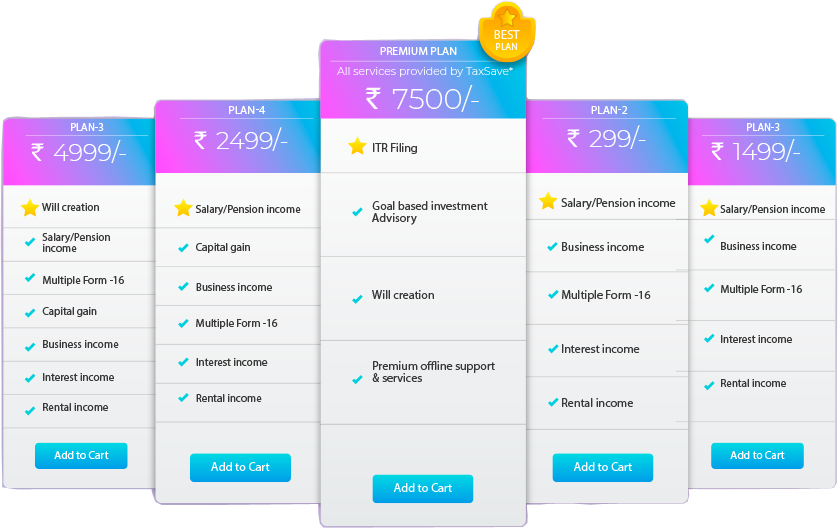 PLAN-3
₹ 4999/-
Will creation
Salary/Pension
income
Multiple Form -16
Capital gain
Business income
Interest income
Rental income
Add to Cart
PLAN-4
₹ 2499/-
Salary/Pension income
Capital gain
Business income
Multiple Form -16
Interest income
Rental income
Add to Cart
BEST
PLAN
PREMIUM PLAN
All services provided by TaxSave*
₹ 7500/-
ITR Filing
Goal based investment
Advisory
Will creation
Premium offline support
& services
Add to Cart
PLAN-2
₹ 299/-
Salary/Pension income
Business income
Multiple Form -16
Interest income
Rental income
Add to Cart
PLAN-3
₹ 1499/-
Salary/Pension income
Business income
Multiple Form -16
Interest income
Rental income
Add to Cart